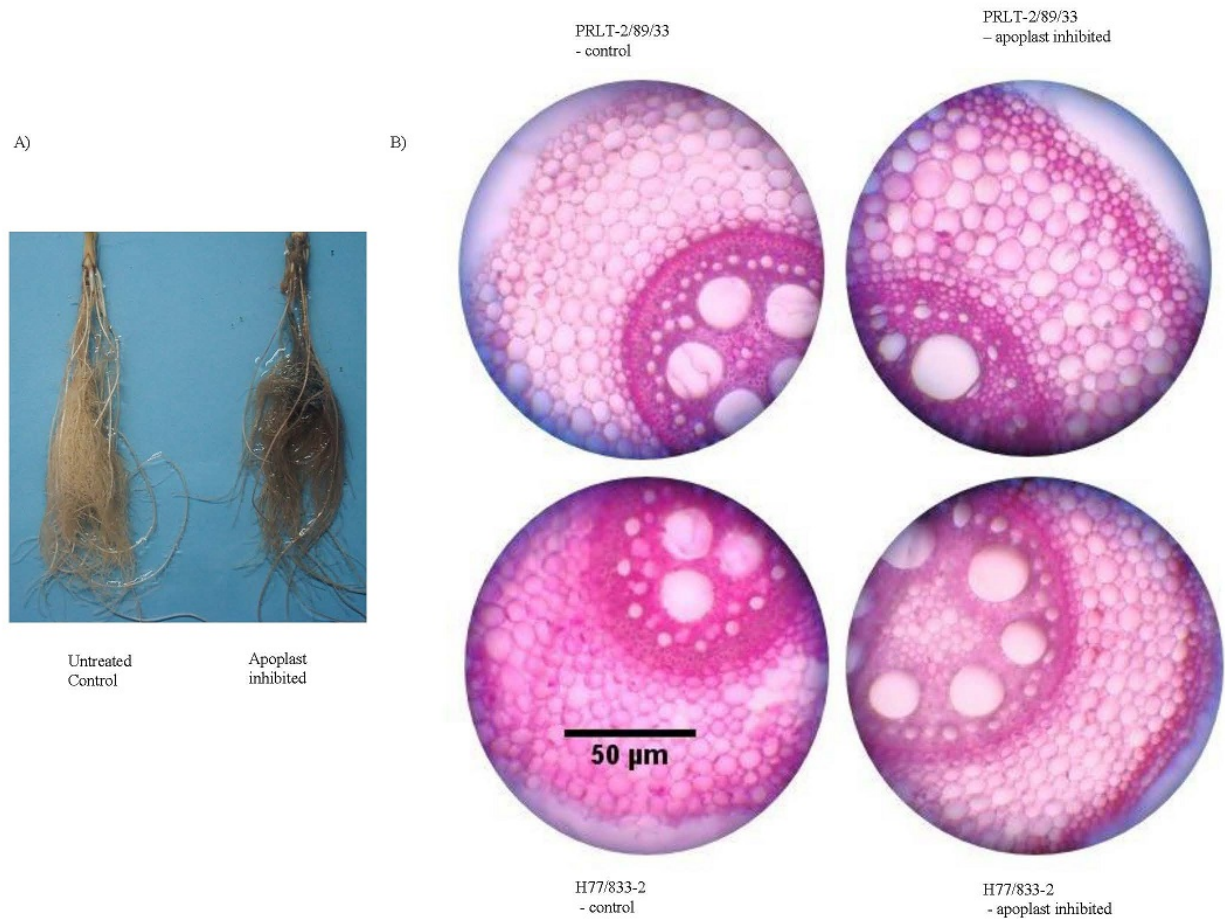 PRLT-2/89/33
- control
PRLT-2/89/33
– apoplast inhibited
A)
B)
Untreated
Control
Apoplast
inhibited
50 µm
H77/833-2
- control
H77/833-2
- apoplast inhibited